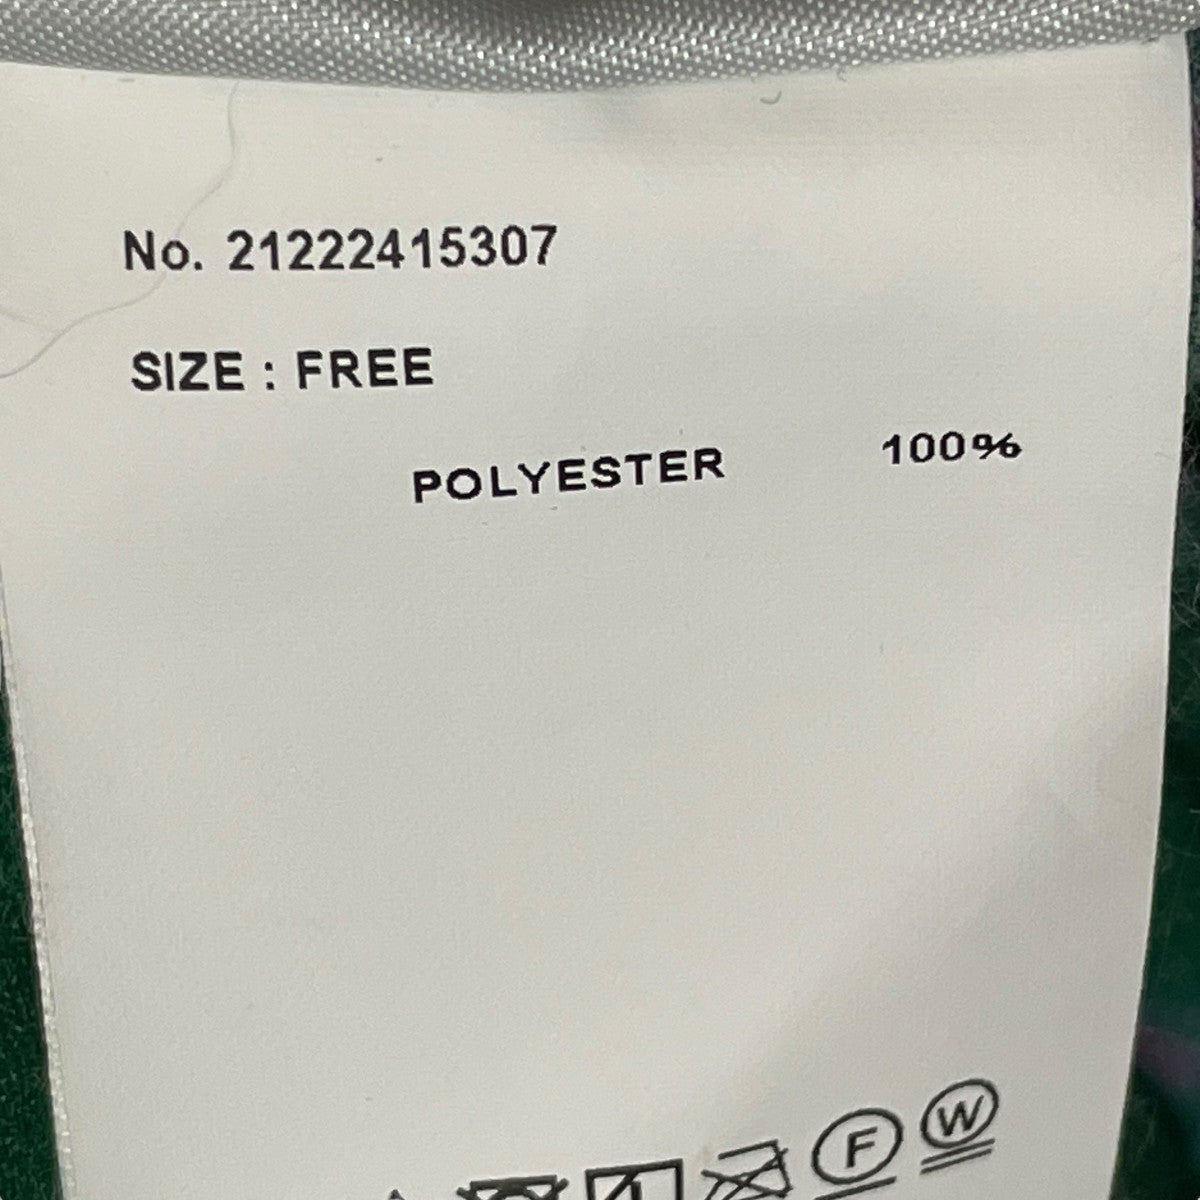 No. 21222415307
SIZE : FREE
POLYESTER 100%
F W